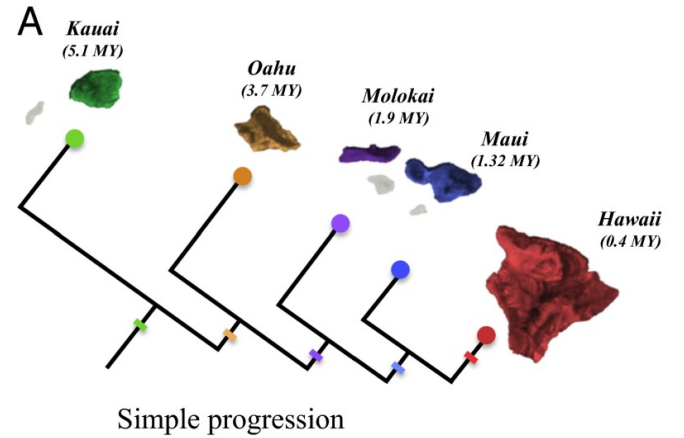 A
Kauai
(5.1 MY)
Oahu
(3.7 MY)
Molokai
(1.9 MY)
Maui
(1.32 MY)
Hawaii
(0.4 MY)
Simple progression